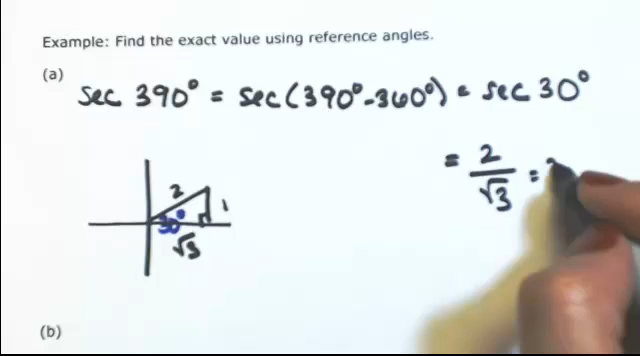 Example: Find the exact value using reference angles.
(a)
sec 390° = sec(390°-360°) = sec 30°
= 2/√3 =
2
1
30°
√3
(b)